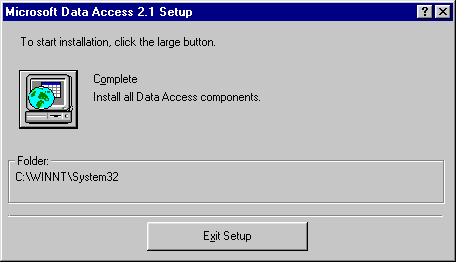 Microsoft Data Access 2.1 Setup
To start installation, click the large button.
Complete
Install all Data Access components.
Folder:
C:\WINNT\System32
Exit Setup